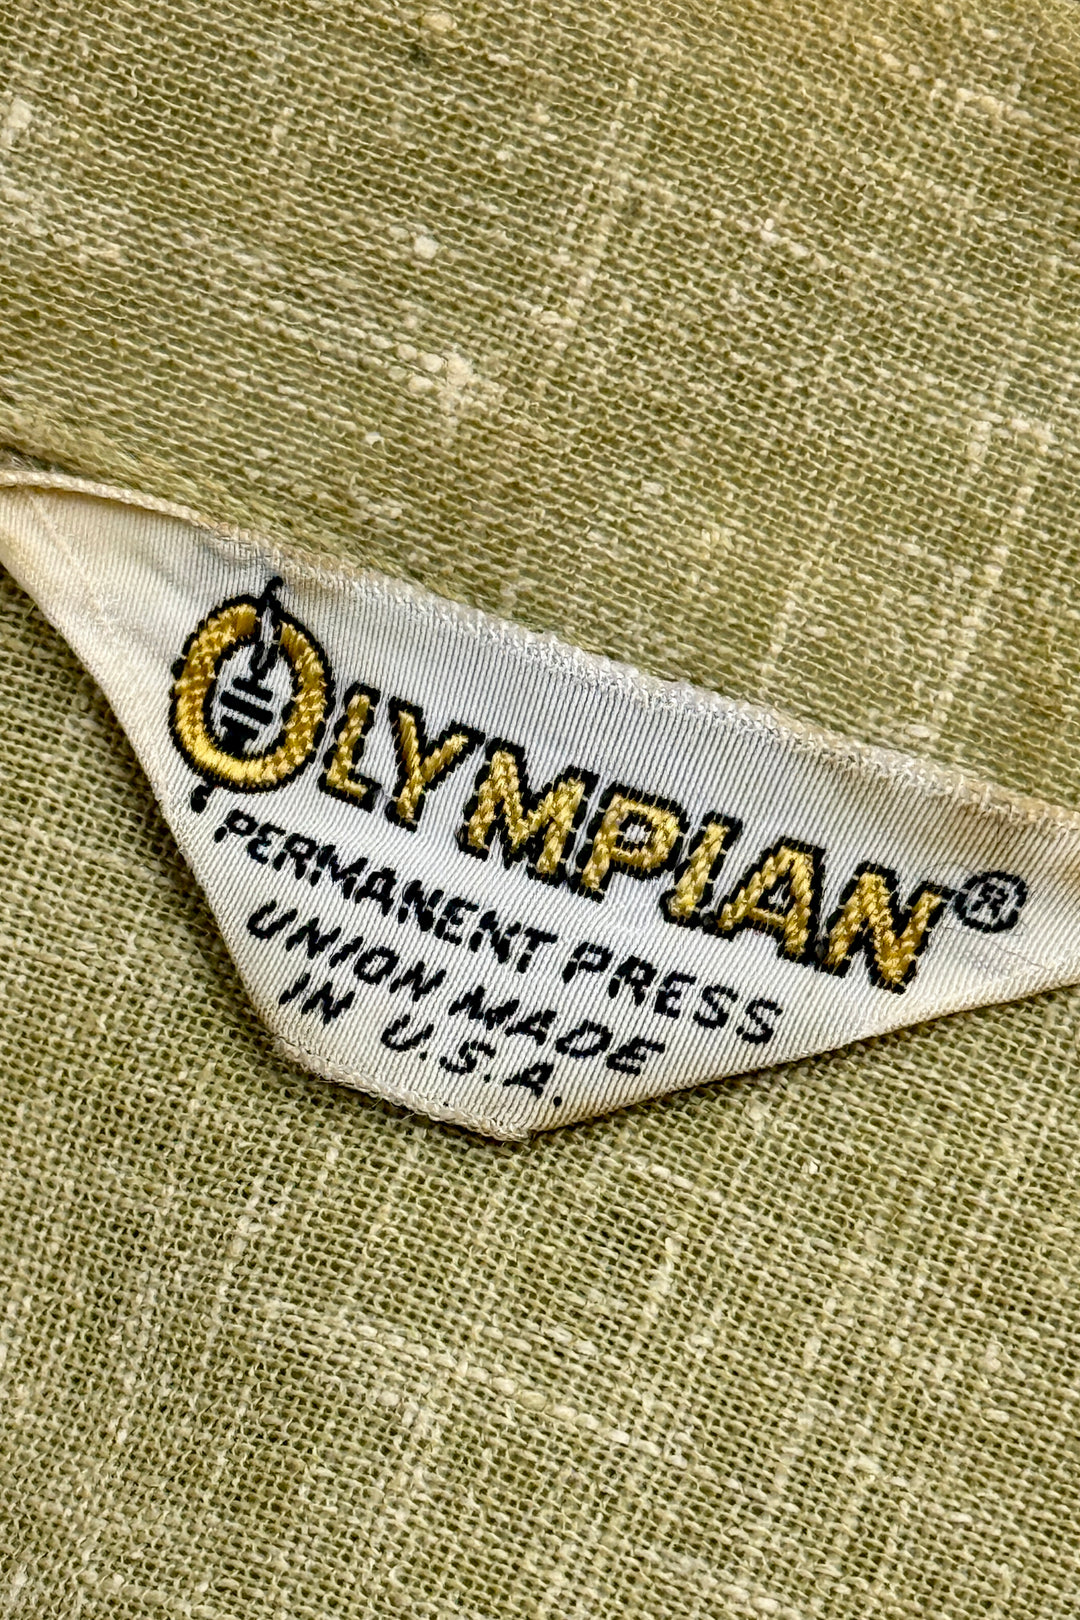 OLYMPIAN®
PERMANENT PRESS
UNION MADE
IN U.S.A.